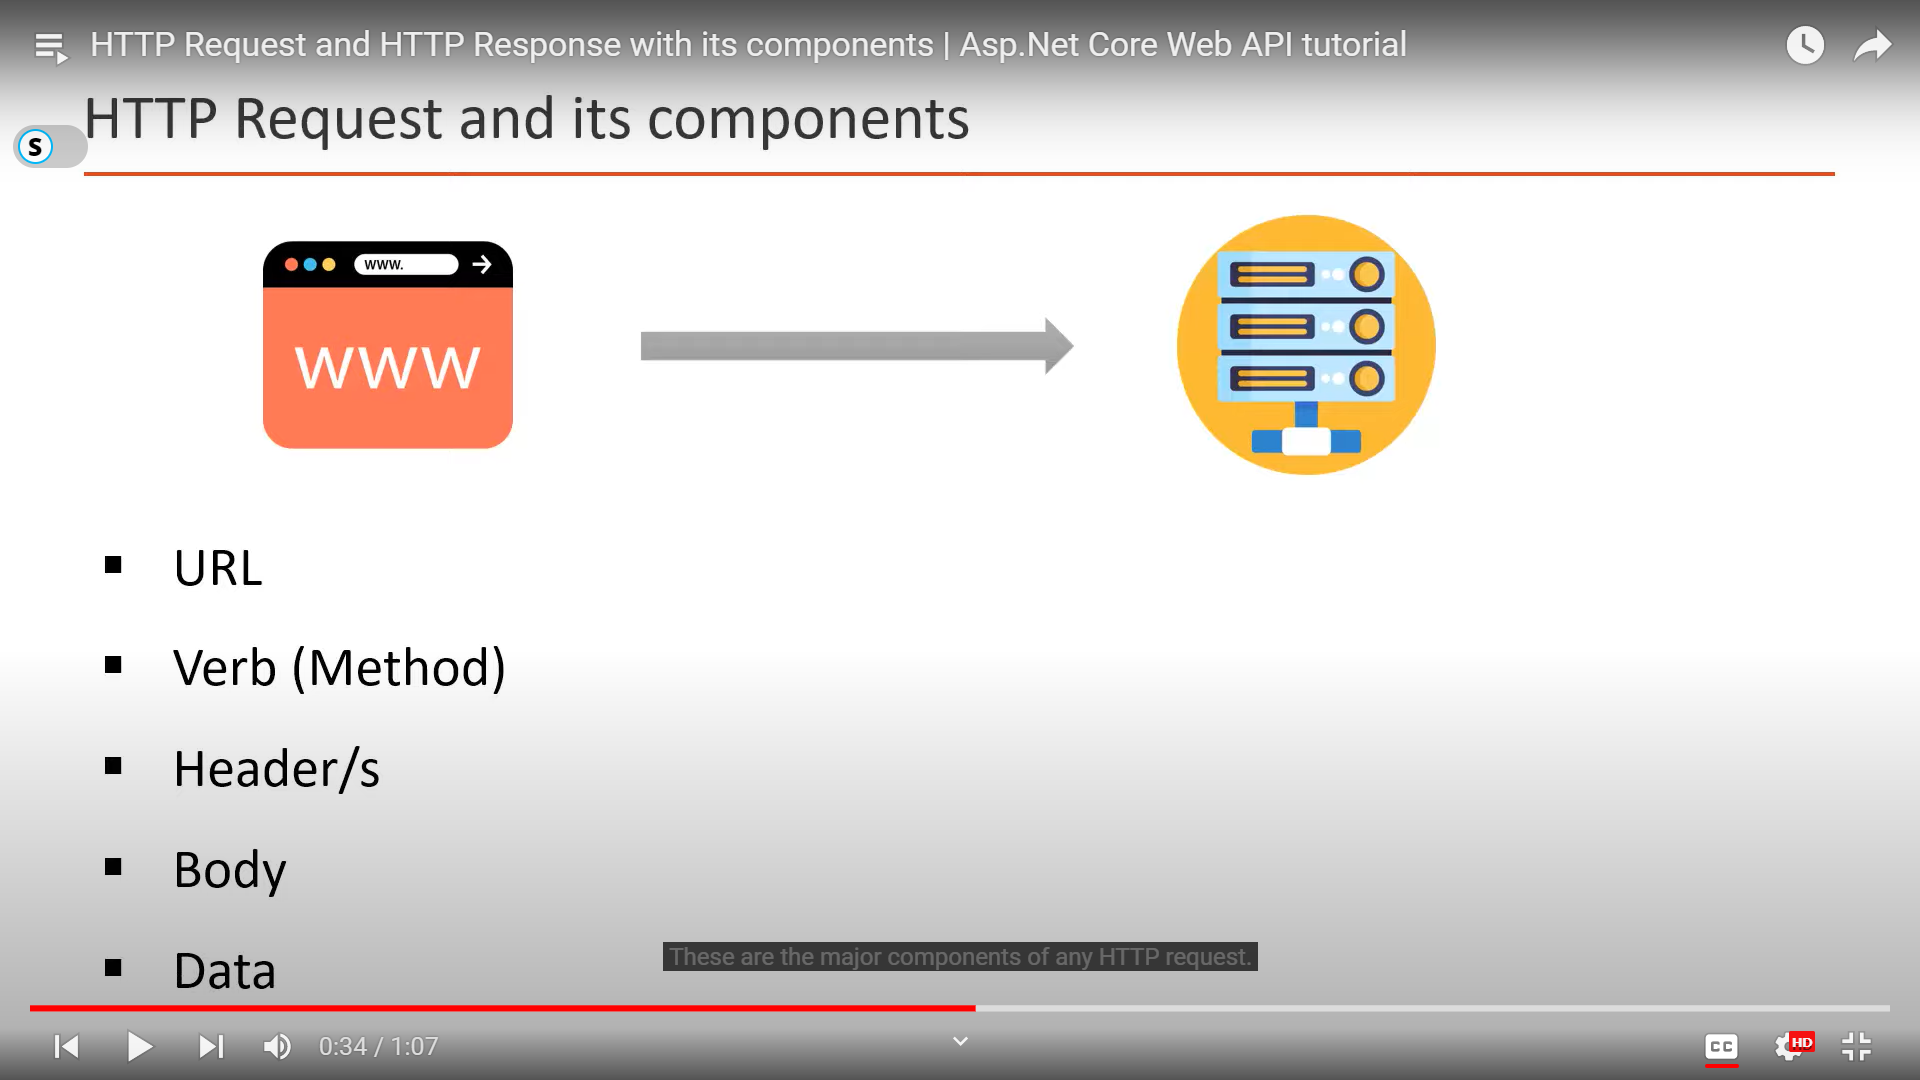 HTTP Request and HTTP Response with its components | Asp.Net Core Web API tutorial
HTTP Request and its components
S
www.
www
URL
Verb (Method)
Header/s
Body
Data
These are the major components of any HTTP request.
0:34 / 1:07
CC
HD